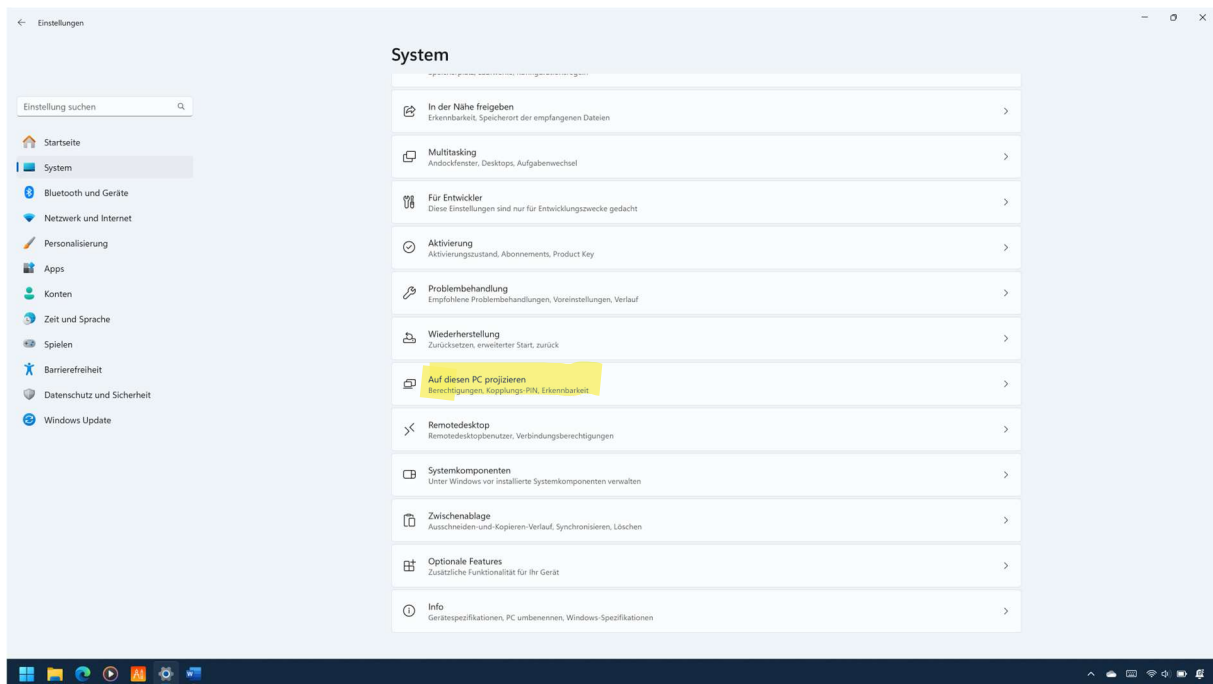 Einstellungen
System
Einstellung suchen
Startseite
System
Bluetooth und Geräte
Netzwerk und Internet
Personalisierung
Apps
Konten
Zeit und Sprache
Spielen
Barrierefreiheit
Datenschutz und Sicherheit
Windows Update
In der Nähe freigeben
Erkennbarkeit, Speicherort der empfangenen Dateien
Multitasking
Andockfenster, Desktops, Aufgabenwechsel
Für Entwickler
Diese Einstellungen sind nur für Entwicklungszwecke gedacht
Aktivierung
Aktivierungszustand, Abonnements, Product Key
Problembehandlung
Empfohlene Problembehandlungen, Voreinstellungen, Verlauf
Wiederherstellung
Zurücksetzen, erweiterter Start, zurück
Auf diesen PC projizieren
Berechtigungen, Kopplungs-PIN, Erkennbarkeit
Remotedesktop
Remotedesktopbenutzer, Verbindungsberechtigungen
Systemkomponenten
Unter Windows vor installierte Systemkomponenten verwalten
Zwischenablage
Ausschneiden-und-Kopieren-Verlauf, Synchronisieren, Löschen
Optionale Features
Zusätzliche Funktionalität für Ihr Gerät
Info
Gerätespezifikationen, PC umbenennen, Windows-Spezifikationen